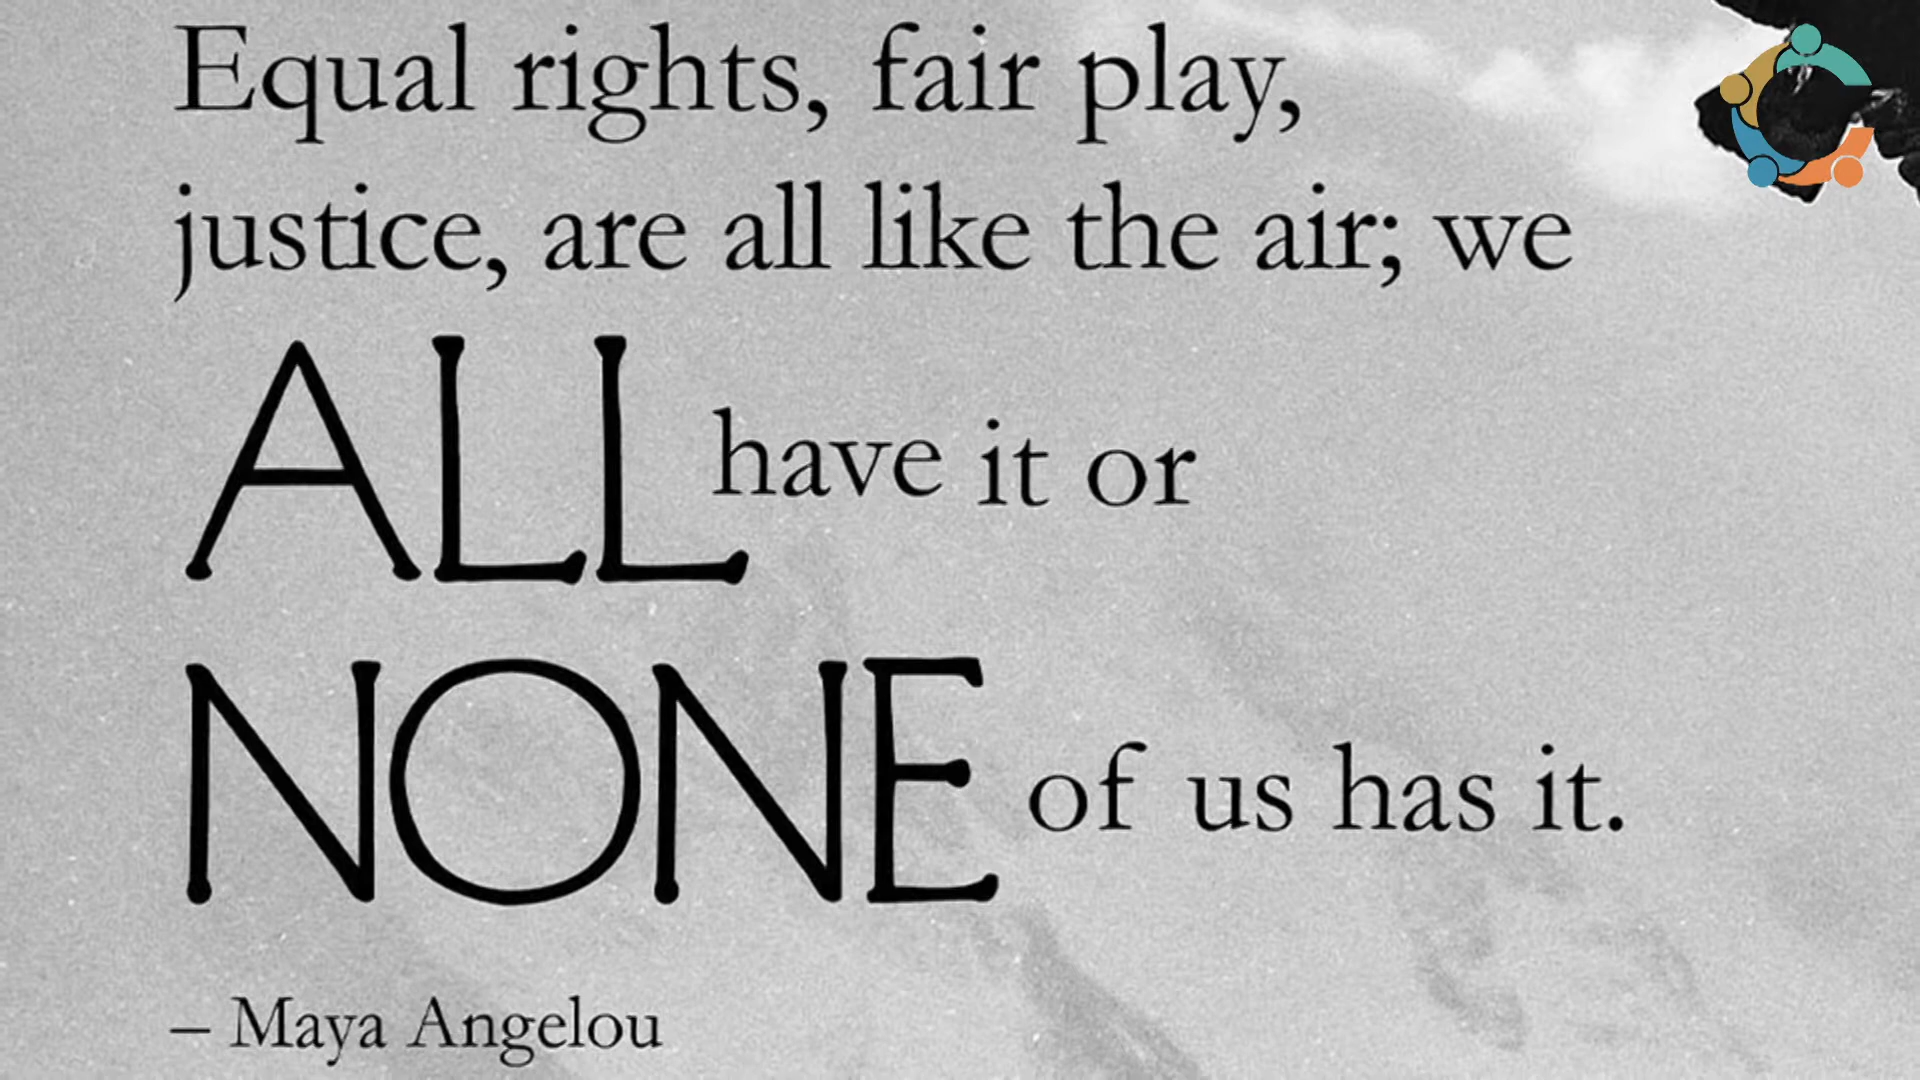 Equal rights, fair play,
justice, are all like the air; we
ALL have it or
NONE of us has it.
– Maya Angelou